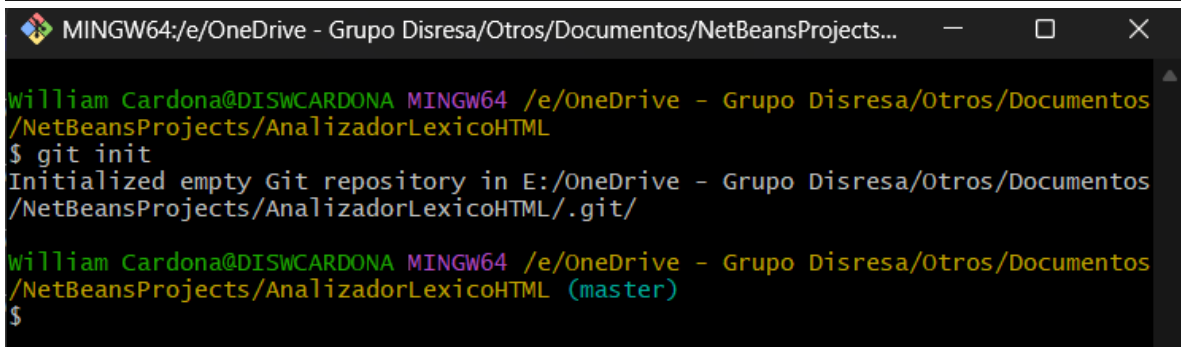 MINGW64:/e/OneDrive - Grupo Disresa/Otros/Documentos/NetBeansProjects...
William Cardona@DISWCARDONA MINGW64 /e/OneDrive - Grupo Disresa/Otros/Documentos
/NetBeansProjects/AnalizadorLexicoHTML
$ git init
Initialized empty Git repository in E:/OneDrive - Grupo Disresa/Otros/Documentos
/NetBeansProjects/AnalizadorLexicoHTML/.git/
William Cardona@DISWCARDONA MINGW64 /e/OneDrive - Grupo Disresa/Otros/Documentos
/NetBeansProjects/AnalizadorLexicoHTML (master)
$